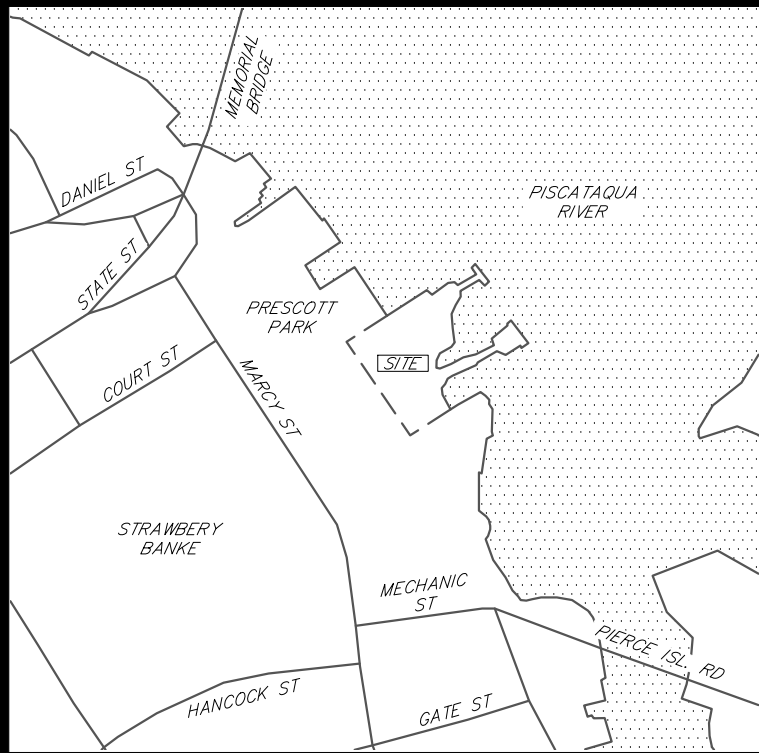 MEMORIAL
BRIDGE
DANIEL ST
PISCATAQUA
RIVER
STATE ST
PRESCOTT
PARK
SITE
COURT ST
MARCY ST
STRAWBERY
BANKE
MECHANIC
ST
PIERCE ISL. RD
HANCOCK ST
GATE ST